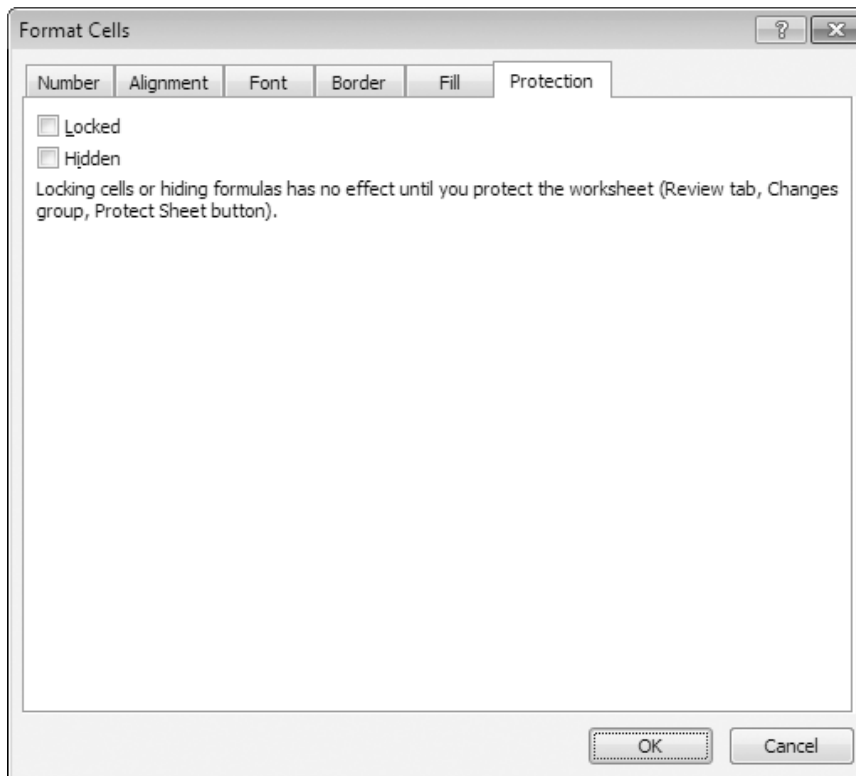 Format Cells
Number Alignment Font Border Fill Protection
Locked
Hidden
Locking cells or hiding formulas has no effect until you protect the worksheet (Review tab, Changes
group, Protect Sheet button).
OK Cancel